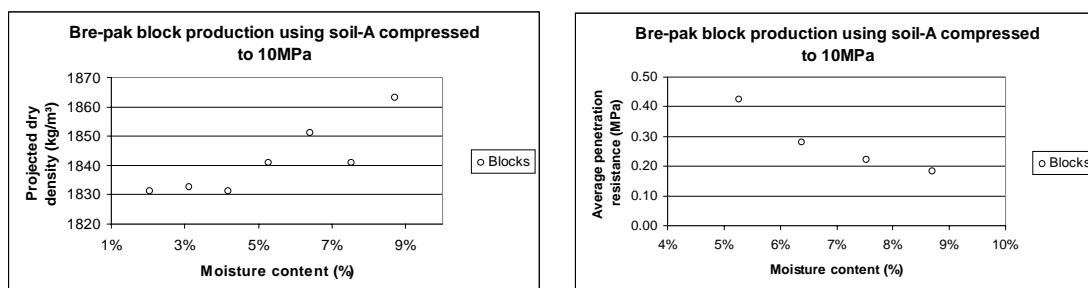 Bre-pak block production using soil-A compressed
to 10MPa
1870
1860
1850
1840
1830
1820
Projected dry
density (kg/m³)
1%
3%
5%
7%
9%
Moisture content (%)
Blocks
Bre-pak block production using soil-A compressed
to 10MPa
0.50
0.40
0.30
0.20
0.10
0.00
Average penetration
resistance (MPa)
4%
5%
6%
7%
8%
9%
10%
Moisture content (%)
Blocks